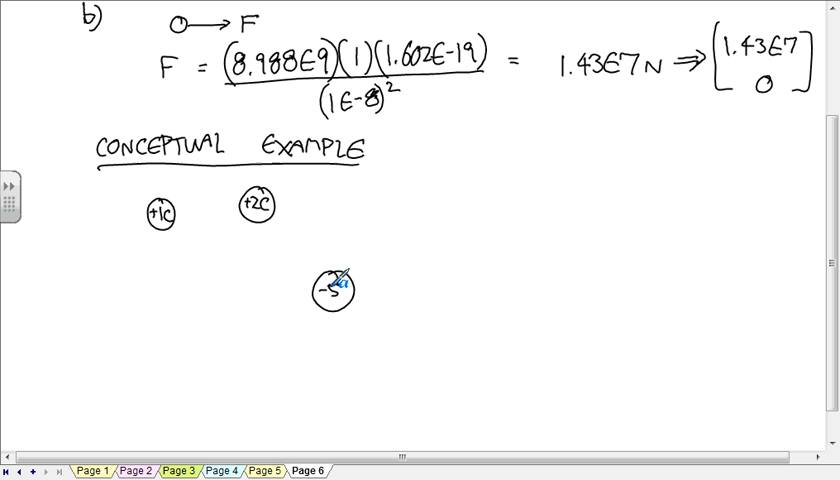 b)
F
F = (8.988E9)(1)(1.602E-19) = 1.43E7 N ⇒ [1.43E7
(1E-8)² 0]
CONCEPTUAL EXAMPLE
+1C +2C
-5
Page 1 Page 2 Page 3 Page 4 Page 5 Page 6